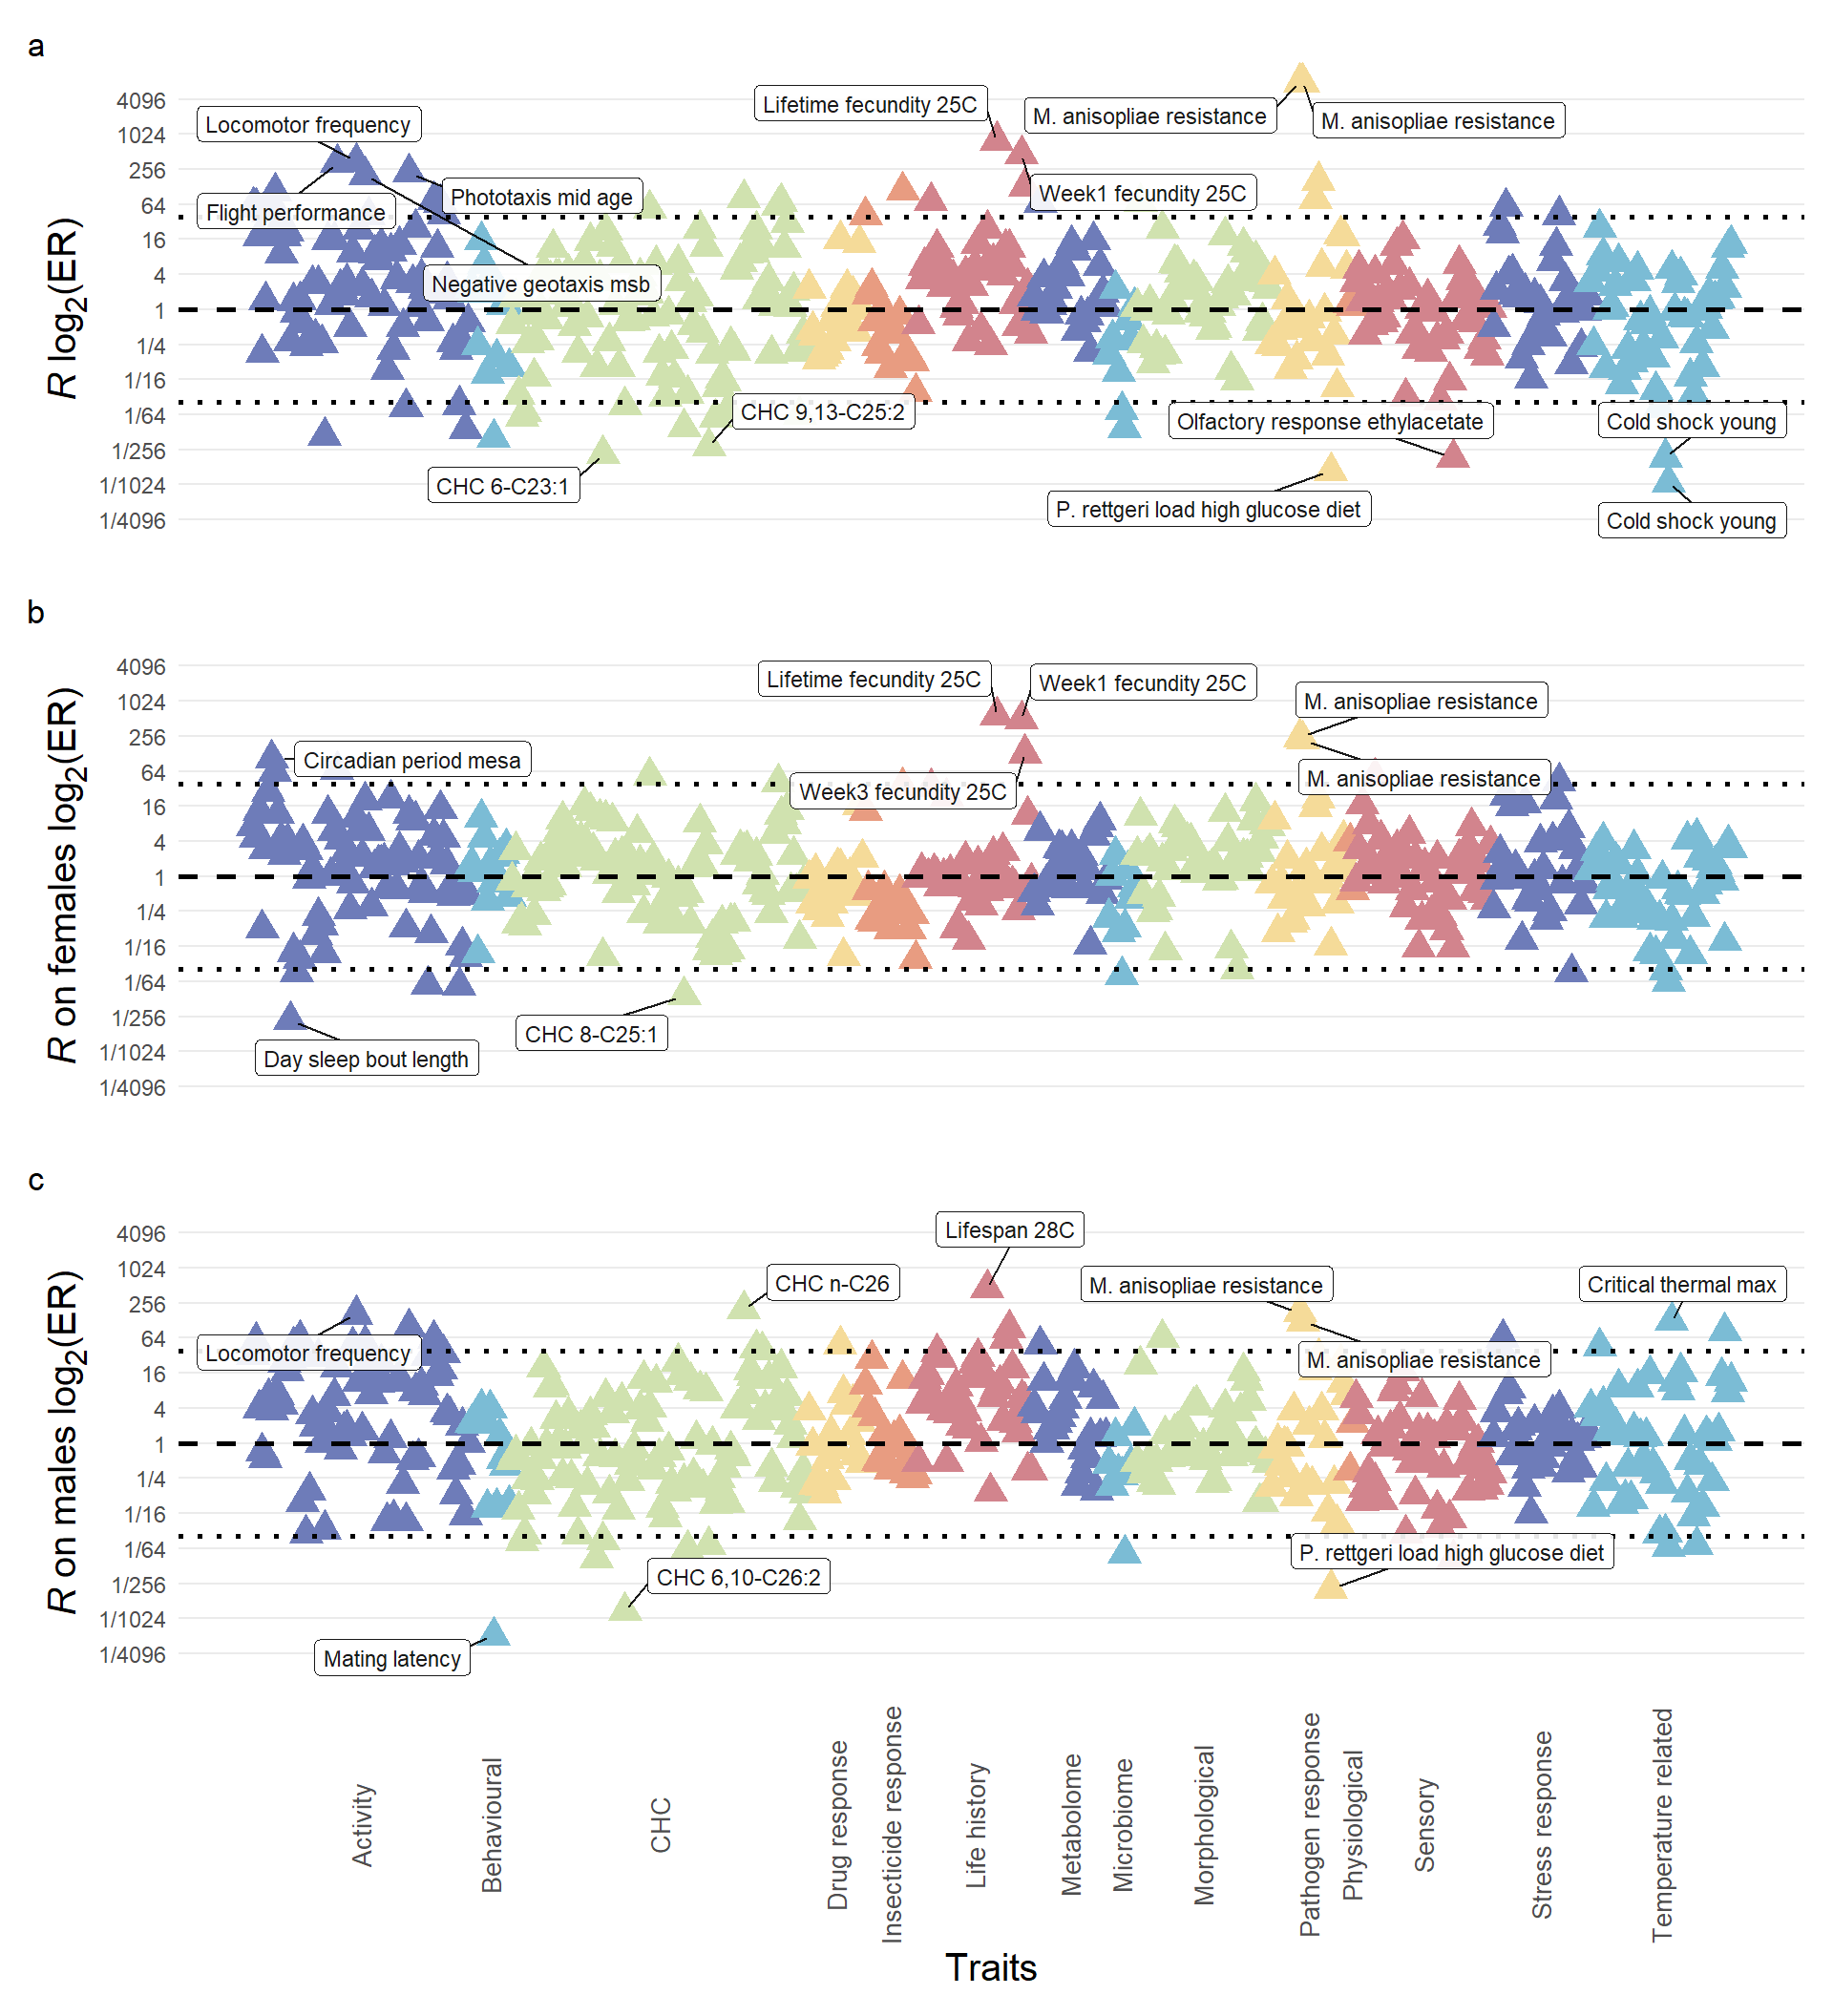 a
R log2(ER)
4096
1024
256
64
16
4
1
1/4
1/16
1/64
1/256
1/1024
1/4096
Locomotor frequency
Flight performance
Phototaxis mid age
Negative geotaxis msb
Lifetime fecundity 25C
M. anisopliae resistance
M. anisopliae resistance
Week1 fecundity 25C
CHC 9,13-C25:2
CHC 6-C23:1
Olfactory response ethylacetate
P. rettgeri load high glucose diet
Cold shock young
Cold shock young
b
R on females log2(ER)
4096
1024
256
64
16
4
1
1/4
1/16
1/64
1/256
1/1024
1/4096
Lifetime fecundity 25C
Week1 fecundity 25C
M. anisopliae resistance
Circadian period mesa
Week3 fecundity 25C
M. anisopliae resistance
CHC 8-C25:1
Day sleep bout length
c
R on males log2(ER)
4096
1024
256
64
16
4
1
1/4
1/16
1/64
1/256
1/1024
1/4096
Lifespan 28C
CHC n-C26
M. anisopliae resistance
Critical thermal max
Locomotor frequency
M. anisopliae resistance
P. rettgeri load high glucose diet
CHC 6,10-C26:2
Mating latency
Activity
Behavioural
CHC
Drug response
Insecticide response
Life history
Metabolome
Microbiome
Morphological
Pathogen response
Physiological
Sensory
Stress response
Temperature related
Traits